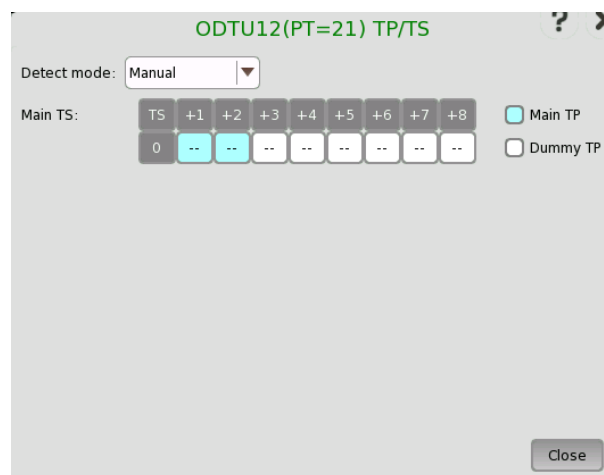 ODTU12(PT=21) TP/TS ?
Detect mode: Manual
Main TS: TS +1 +2 +3 +4 +5 +6 +7 +8 Main TP
0 -- -- -- -- -- -- -- -- Dummy TP
Close